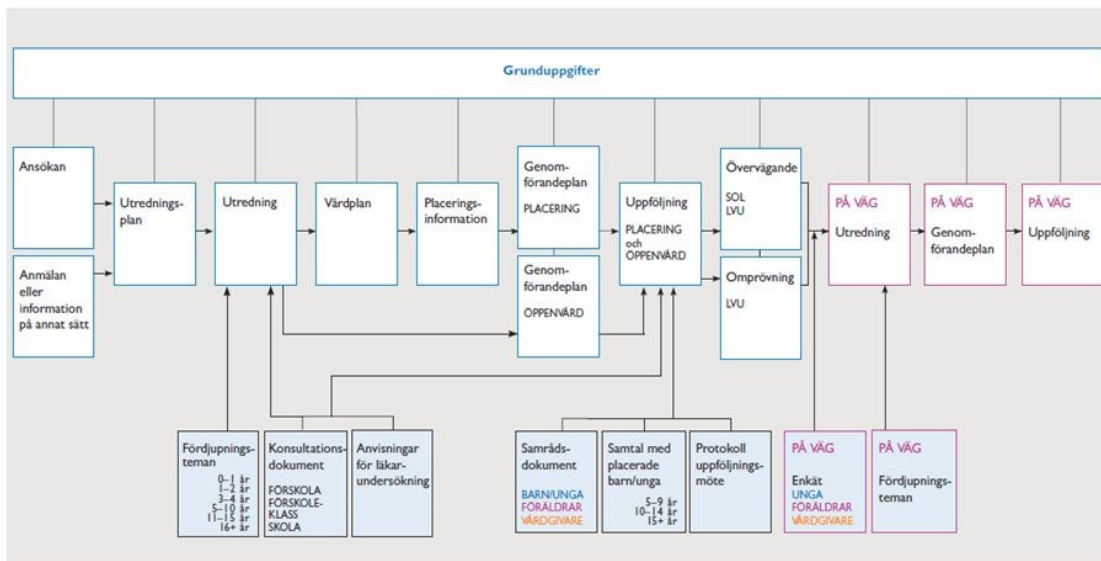 Grunduppgifter
Ansökan
Anmälan
eller
information
på annat sätt
Utrednings-
plan
Utredning
Vårdplan
Placerings-
information
Genom-
förandeplan
PLACERING
Genom-
förandeplan
ÖPPENVÅRD
Uppföljning
PLACERING
och
ÖPPENVÅRD
Övervägande
SOL
LVU
Omprövning
LVU
PÅ VÄG
Utredning
PÅ VÄG
Genom-
förandeplan
PÅ VÄG
Uppföljning
Fördjupnings-
teman
0–1 år
1–2 år
3–4 år
5–10 år
11–15 år
16+ år
Konsultations-
dokument
FÖRSKOLA
FÖRSKOLE-
KLASS
SKOLA
Anvisningar
för läkar-
undersökning
Samråds-
dokument
BARN/UNGA
FÖRÄLDRAR
VÅRDGIVARE
Samtal med
placerade
barn/unga
5–9 år
10–14 år
15+ år
Protokoll
uppföljnings-
möte
PÅ VÄG
Enkät
UNGA
FÖRÄLDRAR
VÅRDGIVARE
PÅ VÄG
Fördjupnings-
teman